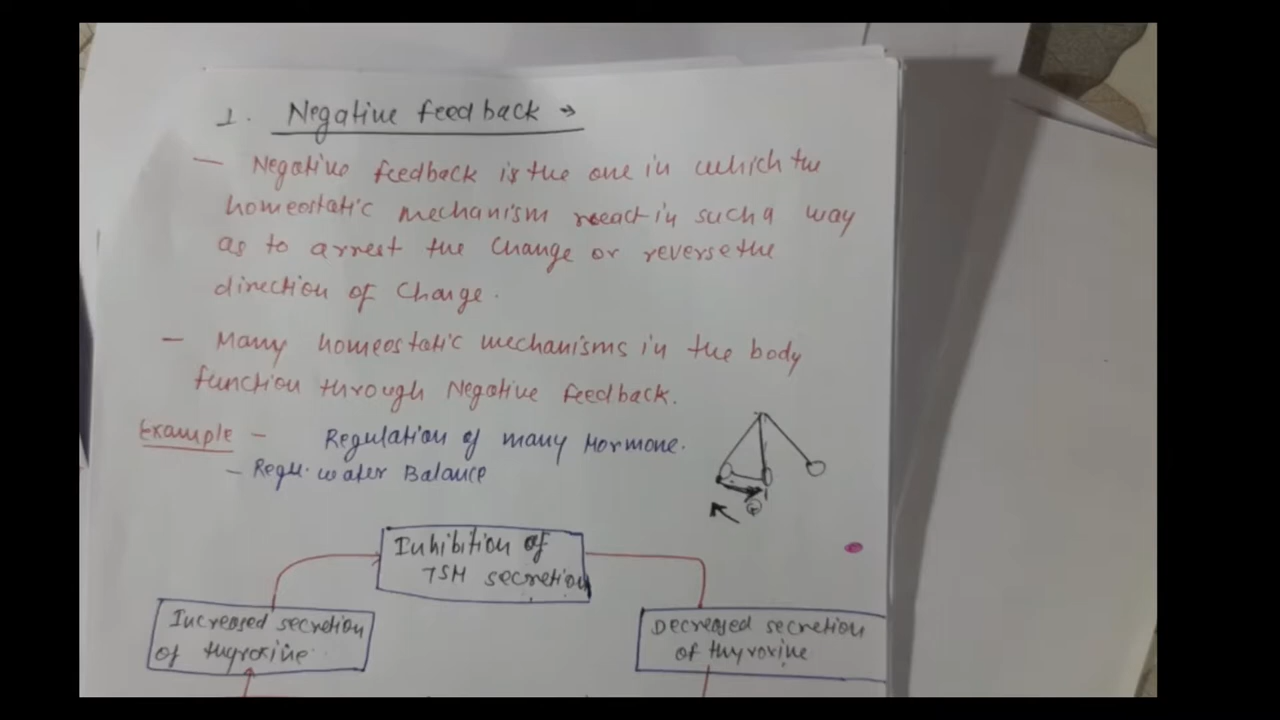 1. Negative feedback →
— Negative feedback is the one in which the
homeostatic mechanism react in such a way
as to arrest the change or reverse the
direction of change.
— Many homeostatic mechanisms in the body
function through Negative feedback.
Example — Regulation of many Hormone.
— Regu. water Balance
Inhibition of
TSH secretion
Increased secretion
of thyroxine
Decreased secretion
of thyroxine